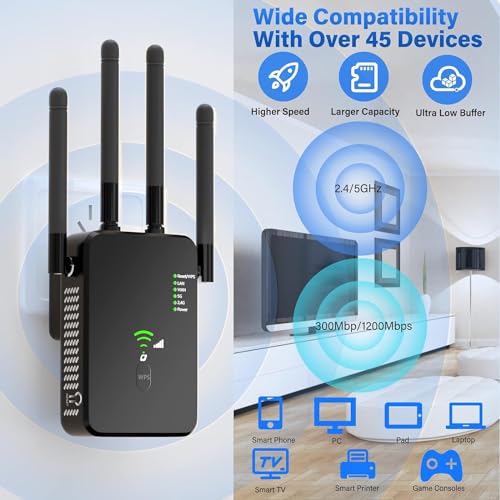 Wide Compatibility
With Over 45 Devices
Higher Speed
Larger Capacity
Ultra Low Buffer
2.4/5GHz
300Mbp/1200Mbps
Reset/WPS
LAN
WAN
5G
2.4G
Power
WPS
Smart Phone
PC
Pad
Laptop
TV
Smart TV
Smart Printer
Game Consoles